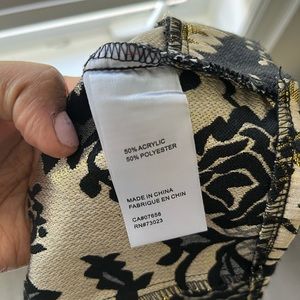 50% ACRYLIC
50% POLYESTER
MADE IN CHINA
FABRIQUE EN CHIN
CA#07658
RN#73023